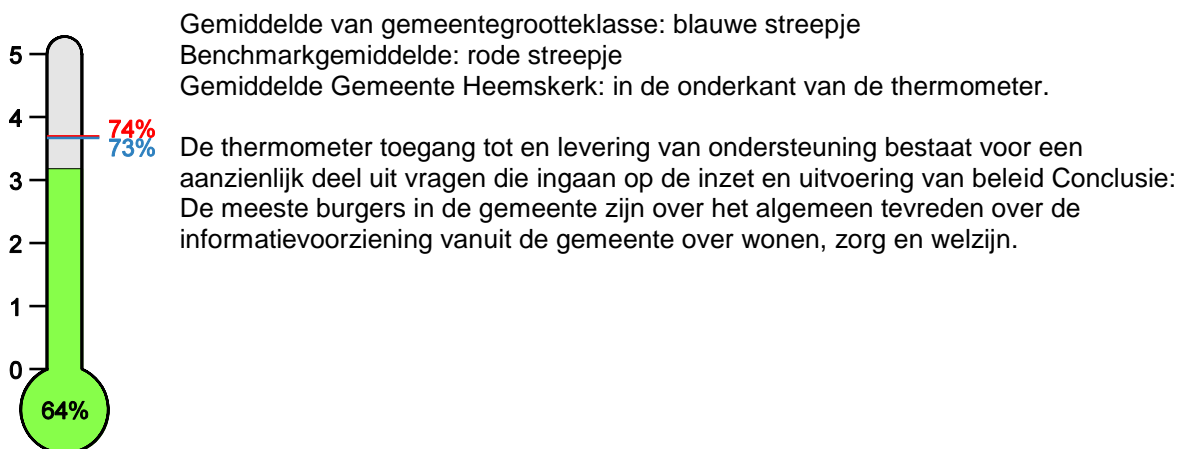 Gemiddelde van gemeentegrootteklasse: blauwe streepje
Benchmarkgemiddelde: rode streepje
Gemiddelde Gemeente Heemskerk: in de onderkant van de thermometer.
De thermometer toegang tot en levering van ondersteuning bestaat voor een
aanzienlijk deel uit vragen die ingaan op de inzet en uitvoering van beleid Conclusie:
De meeste burgers in de gemeente zijn over het algemeen tevreden over de
informatievoorziening vanuit de gemeente over wonen, zorg en welzijn.
5
4
74%
73%
3
2
1
0
64%